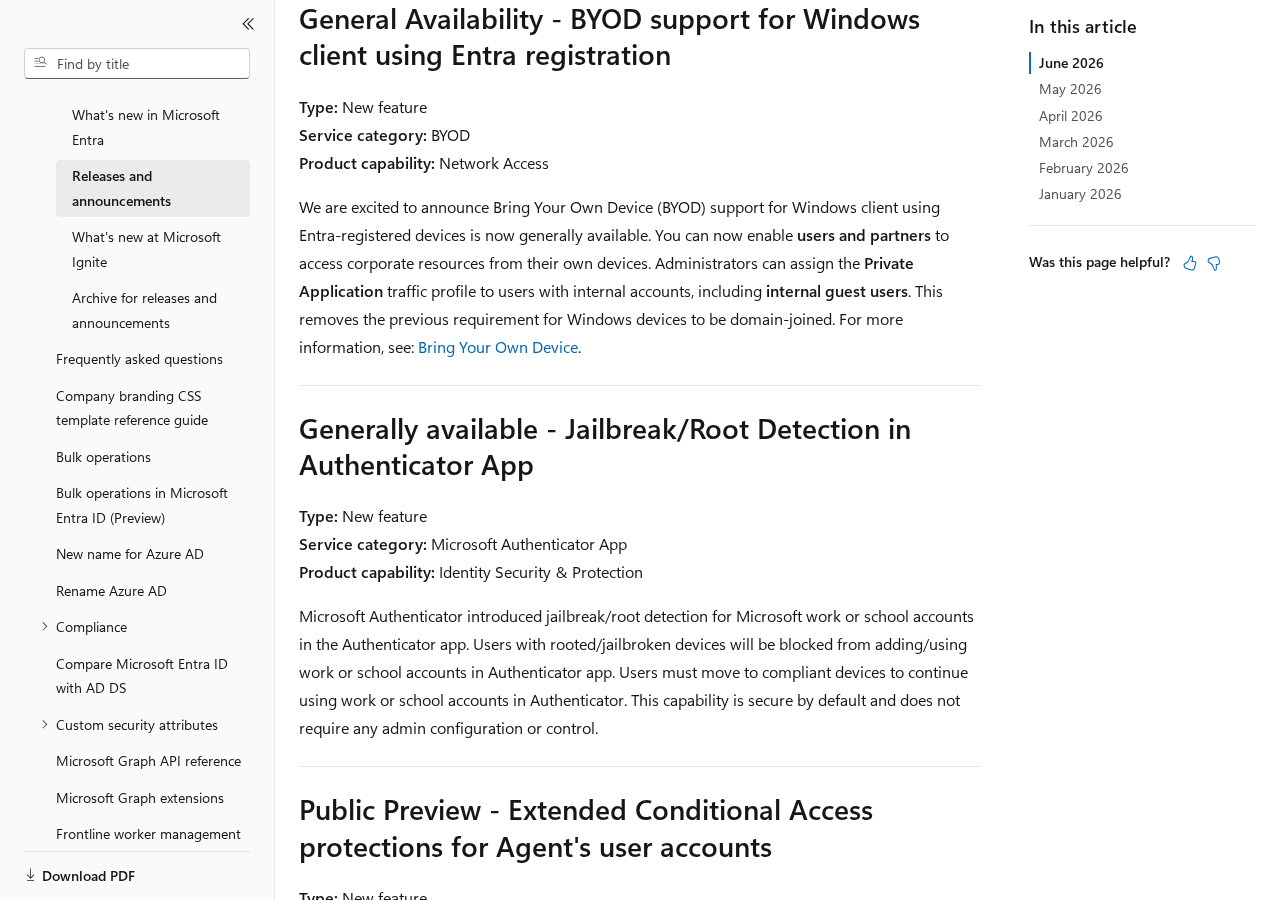 Find by title
What's new in Microsoft
Entra
Releases and
announcements
What's new at Microsoft
Ignite
Archive for releases and
announcements
Frequently asked questions
Company branding CSS
template reference guide
Bulk operations
Bulk operations in Microsoft
Entra ID (Preview)
New name for Azure AD
Rename Azure AD
Compliance
Compare Microsoft Entra ID
with AD DS
Custom security attributes
Microsoft Graph API reference
Microsoft Graph extensions
Frontline worker management
Download PDF
General Availability - BYOD support for Windows
client using Entra registration
Type: New feature
Service category: BYOD
Product capability: Network Access
We are excited to announce Bring Your Own Device (BYOD) support for Windows client using
Entra-registered devices is now generally available. You can now enable users and partners to
access corporate resources from their own devices. Administrators can assign the Private
Application traffic profile to users with internal accounts, including internal guest users. This
removes the previous requirement for Windows devices to be domain-joined. For more
information, see: Bring Your Own Device.
Generally available - Jailbreak/Root Detection in
Authenticator App
Type: New feature
Service category: Microsoft Authenticator App
Product capability: Identity Security & Protection
Microsoft Authenticator introduced jailbreak/root detection for Microsoft work or school accounts
in the Authenticator app. Users with rooted/jailbroken devices will be blocked from adding/using
work or school accounts in Authenticator app. Users must move to compliant devices to continue
using work or school accounts in Authenticator. This capability is secure by default and does not
require any admin configuration or control.
Public Preview - Extended Conditional Access
protections for Agent's user accounts
Type: New feature
In this article
June 2026
May 2026
April 2026
March 2026
February 2026
January 2026
Was this page helpful?